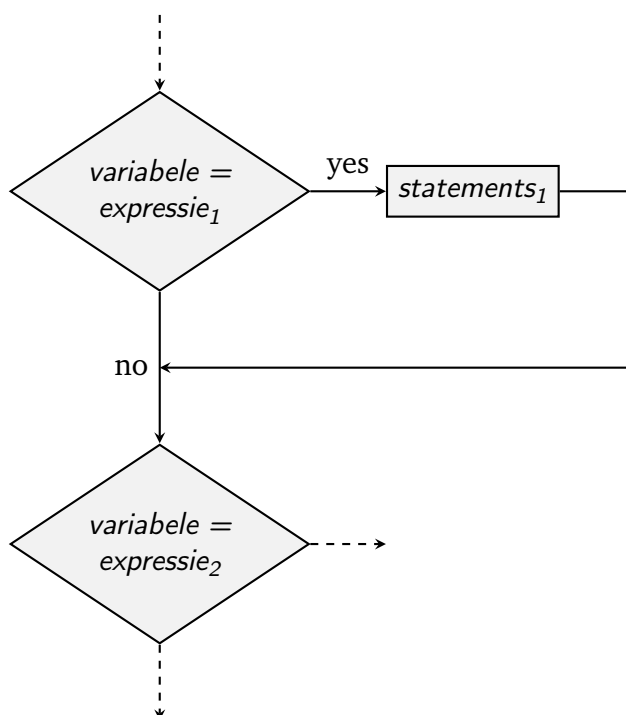 variabele =
expressie₁
yes
statements₁
no
variabele =
expressie₂